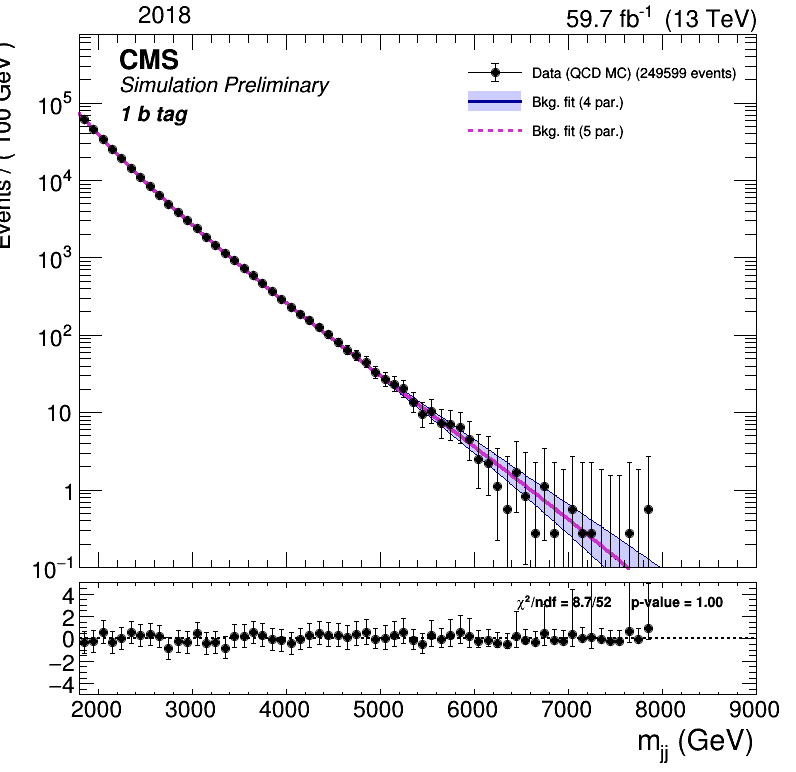 2018
59.7 fb⁻¹ (13 TeV)
CMS
Simulation Preliminary
1 b tag
Data (QCD MC) (249599 events)
Bkg. fit (4 par.)
Bkg. fit (5 par.)
Events / ( 100 GeV )
10⁵
10⁴
10³
10²
10
1
10⁻¹
χ²/ndf = 8.7/52 p-value = 1.00
4
2
0
−2
−4
2000 3000 4000 5000 6000 7000 8000 9000
m_jj (GeV)